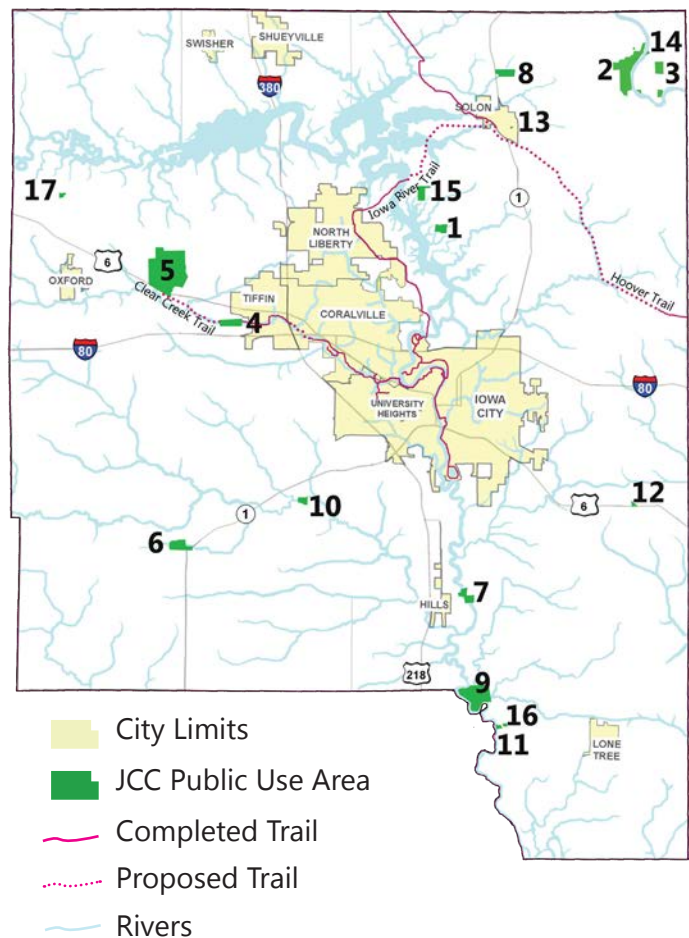 SHUEYVILLE
SWISHER
380
14
2
3
8
SOLON
13
17
15
Iowa River Trail
1
1
NORTH
LIBERTY
6
5
OXFORD
Clear Creek Trail
TIFFIN
4
CORALVILLE
Hoover Trail
80
80
UNIVERSITY
HEIGHTS
IOWA
CITY
12
6
10
1
6
7
HILLS
218
9
16
11
LONE
TREE
City Limits
JCC Public Use Area
Completed Trail
Proposed Trail
Rivers